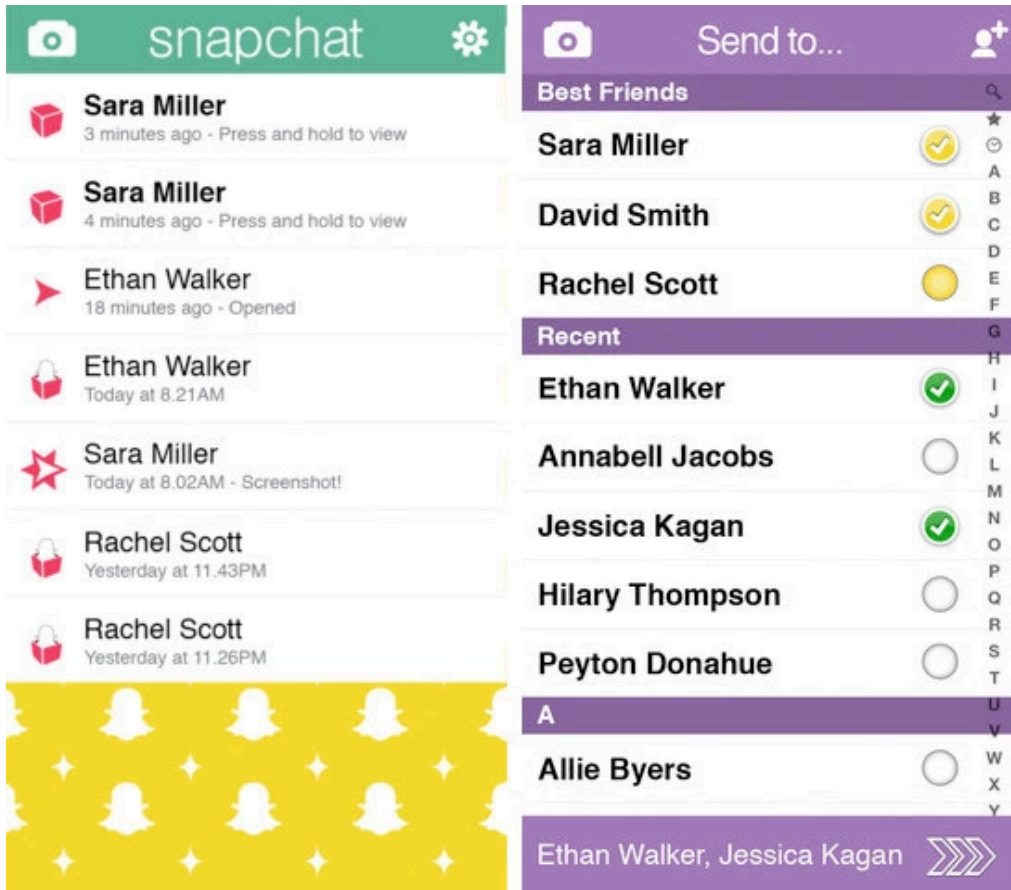 snapchat
Sara Miller
3 minutes ago - Press and hold to view
Sara Miller
4 minutes ago - Press and hold to view
Ethan Walker
18 minutes ago - Opened
Ethan Walker
Today at 8.21AM
Sara Miller
Today at 8.02AM - Screenshot!
Rachel Scott
Yesterday at 11.43PM
Rachel Scott
Yesterday at 11.26PM
Send to...
Best Friends
Sara Miller
David Smith
Rachel Scott
Recent
Ethan Walker
Annabell Jacobs
Jessica Kagan
Hilary Thompson
Peyton Donahue
A
Allie Byers
Ethan Walker, Jessica Kagan
A
B
C
D
E
F
G
H
I
J
K
L
M
N
O
P
Q
R
S
T
U
V
W
X
Y